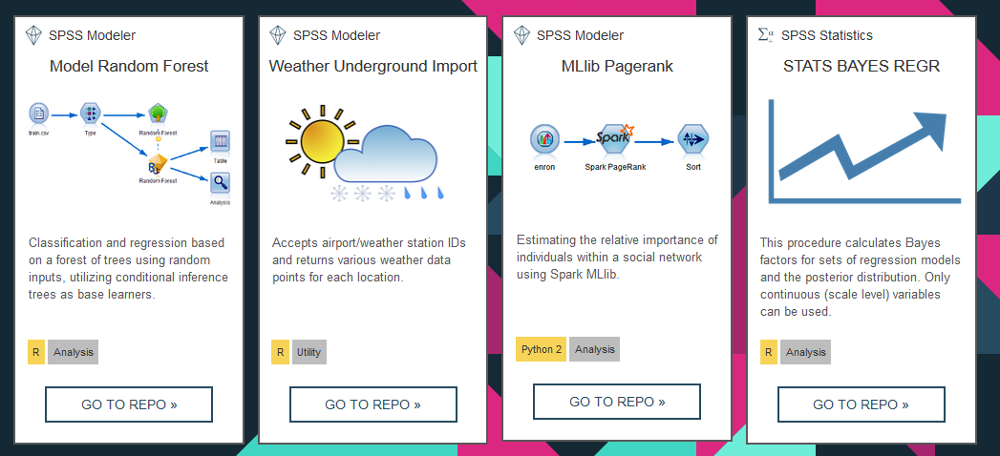 SPSS Modeler
Model Random Forest
train.csv
Type
Random Forest
Random Forest
Table
Analysis
Classification and regression based
on a forest of trees using random
inputs, utilizing conditional inference
trees as base learners.
R Analysis
GO TO REPO »
SPSS Modeler
Weather Underground Import
Accepts airport/weather station IDs
and returns various weather data
points for each location.
R Utility
GO TO REPO »
SPSS Modeler
MLlib Pagerank
Spark
enron
Spark PageRank
Sort
Estimating the relative importance of
individuals within a social network
using Spark MLlib.
Python 2 Analysis
GO TO REPO »
SPSS Statistics
STATS BAYES REGR
This procedure calculates Bayes
factors for sets of regression models
and the posterior distribution. Only
continuous (scale level) variables
can be used.
R Analysis
GO TO REPO »